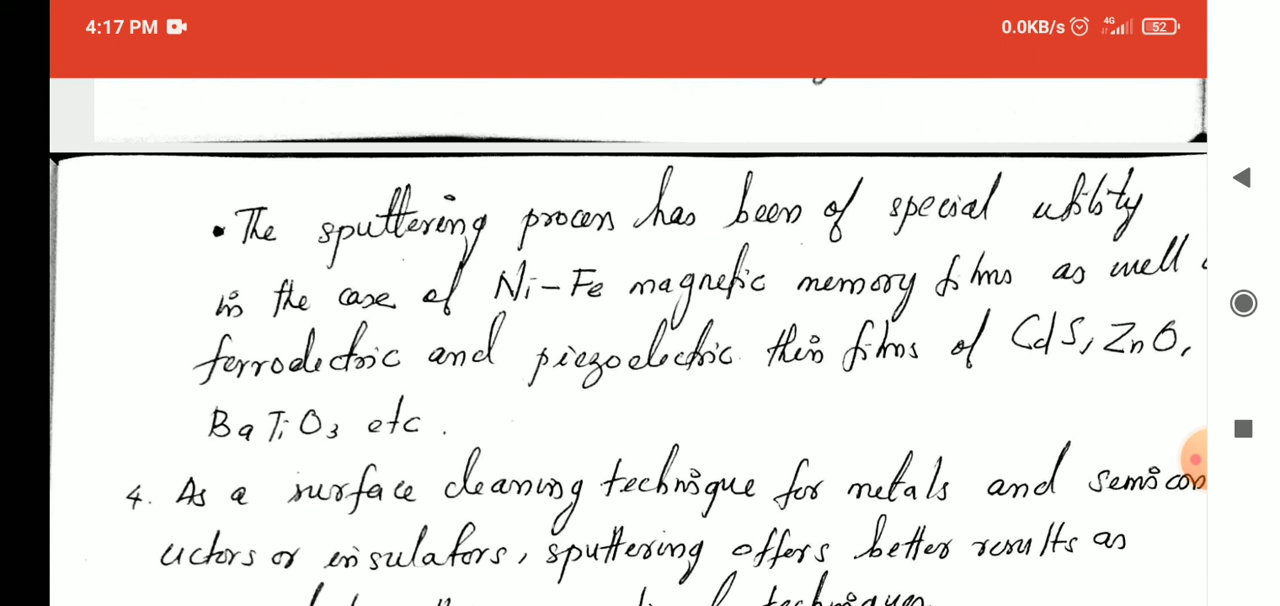 4:17 PM
0.0KB/s 4G 52
• The sputtering process has been of special utility
in the case of Ni-Fe magnetic memory films as well
ferroelectric and piezoelectric thin films of CdS, ZnO,
BaTiO3 etc.
4. As a surface cleaning technique for metals and semicon
uctors or insulators, sputtering offers better results as
techniques